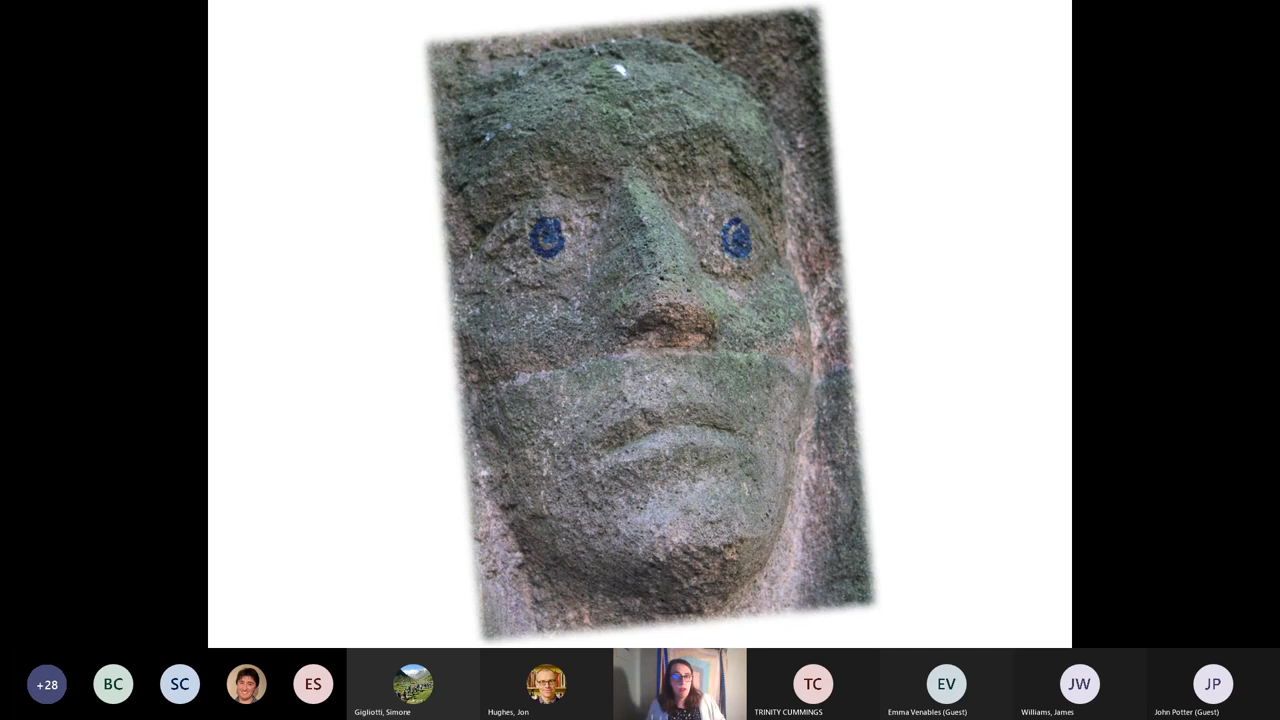 +28
BC
SC
ES
Gigliotti, Simone
Hughes, Jon
TC
TRINITY CUMMINGS
EV
Emma Venables (Guest)
JW
Williams, James
JP
John Potter (Guest)